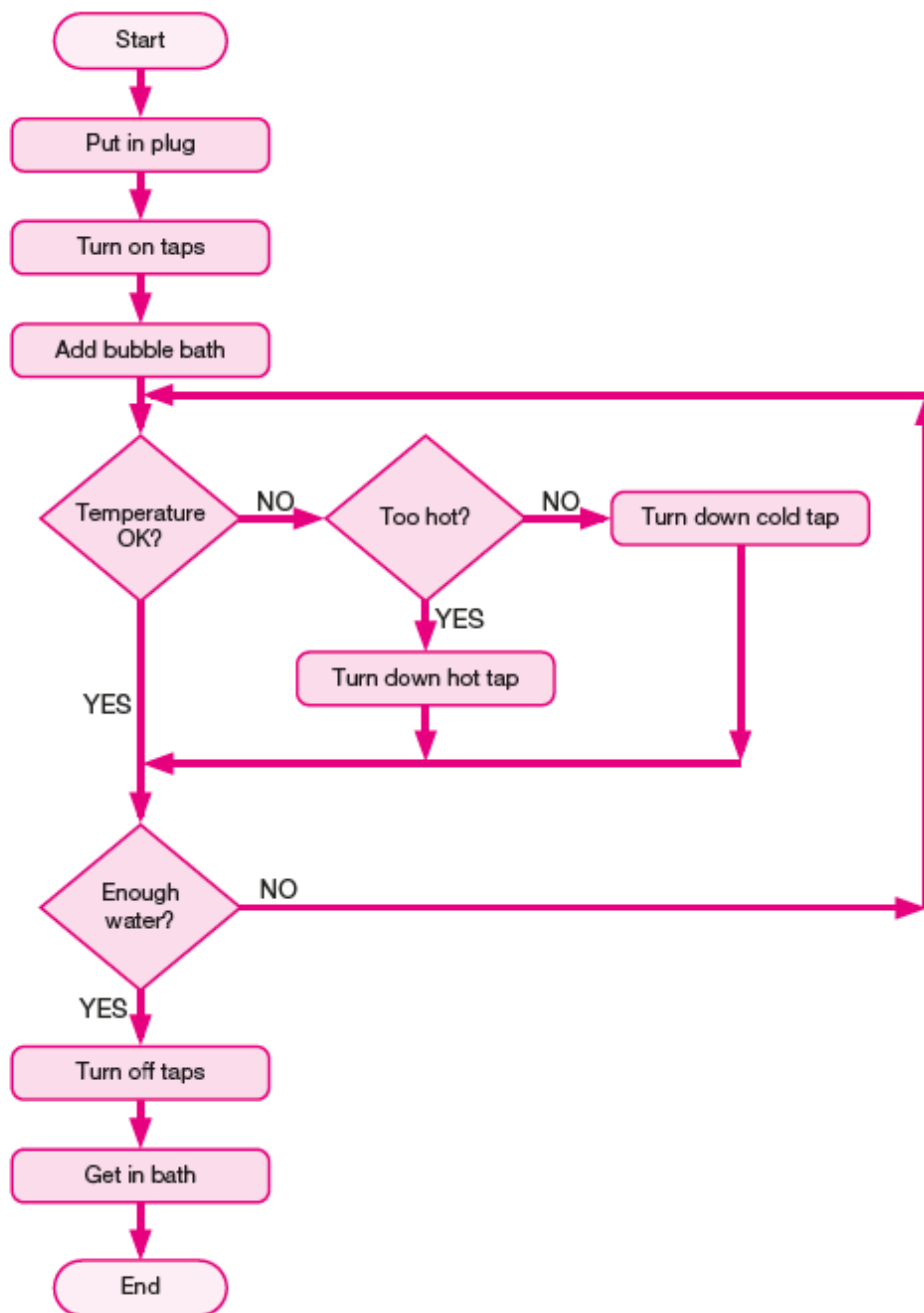 Start
Put in plug
Turn on taps
Add bubble bath
Temperature
OK?
NO
Too hot?
NO
Turn down cold tap
YES
Turn down hot tap
YES
Enough
water?
NO
YES
Turn off taps
Get in bath
End